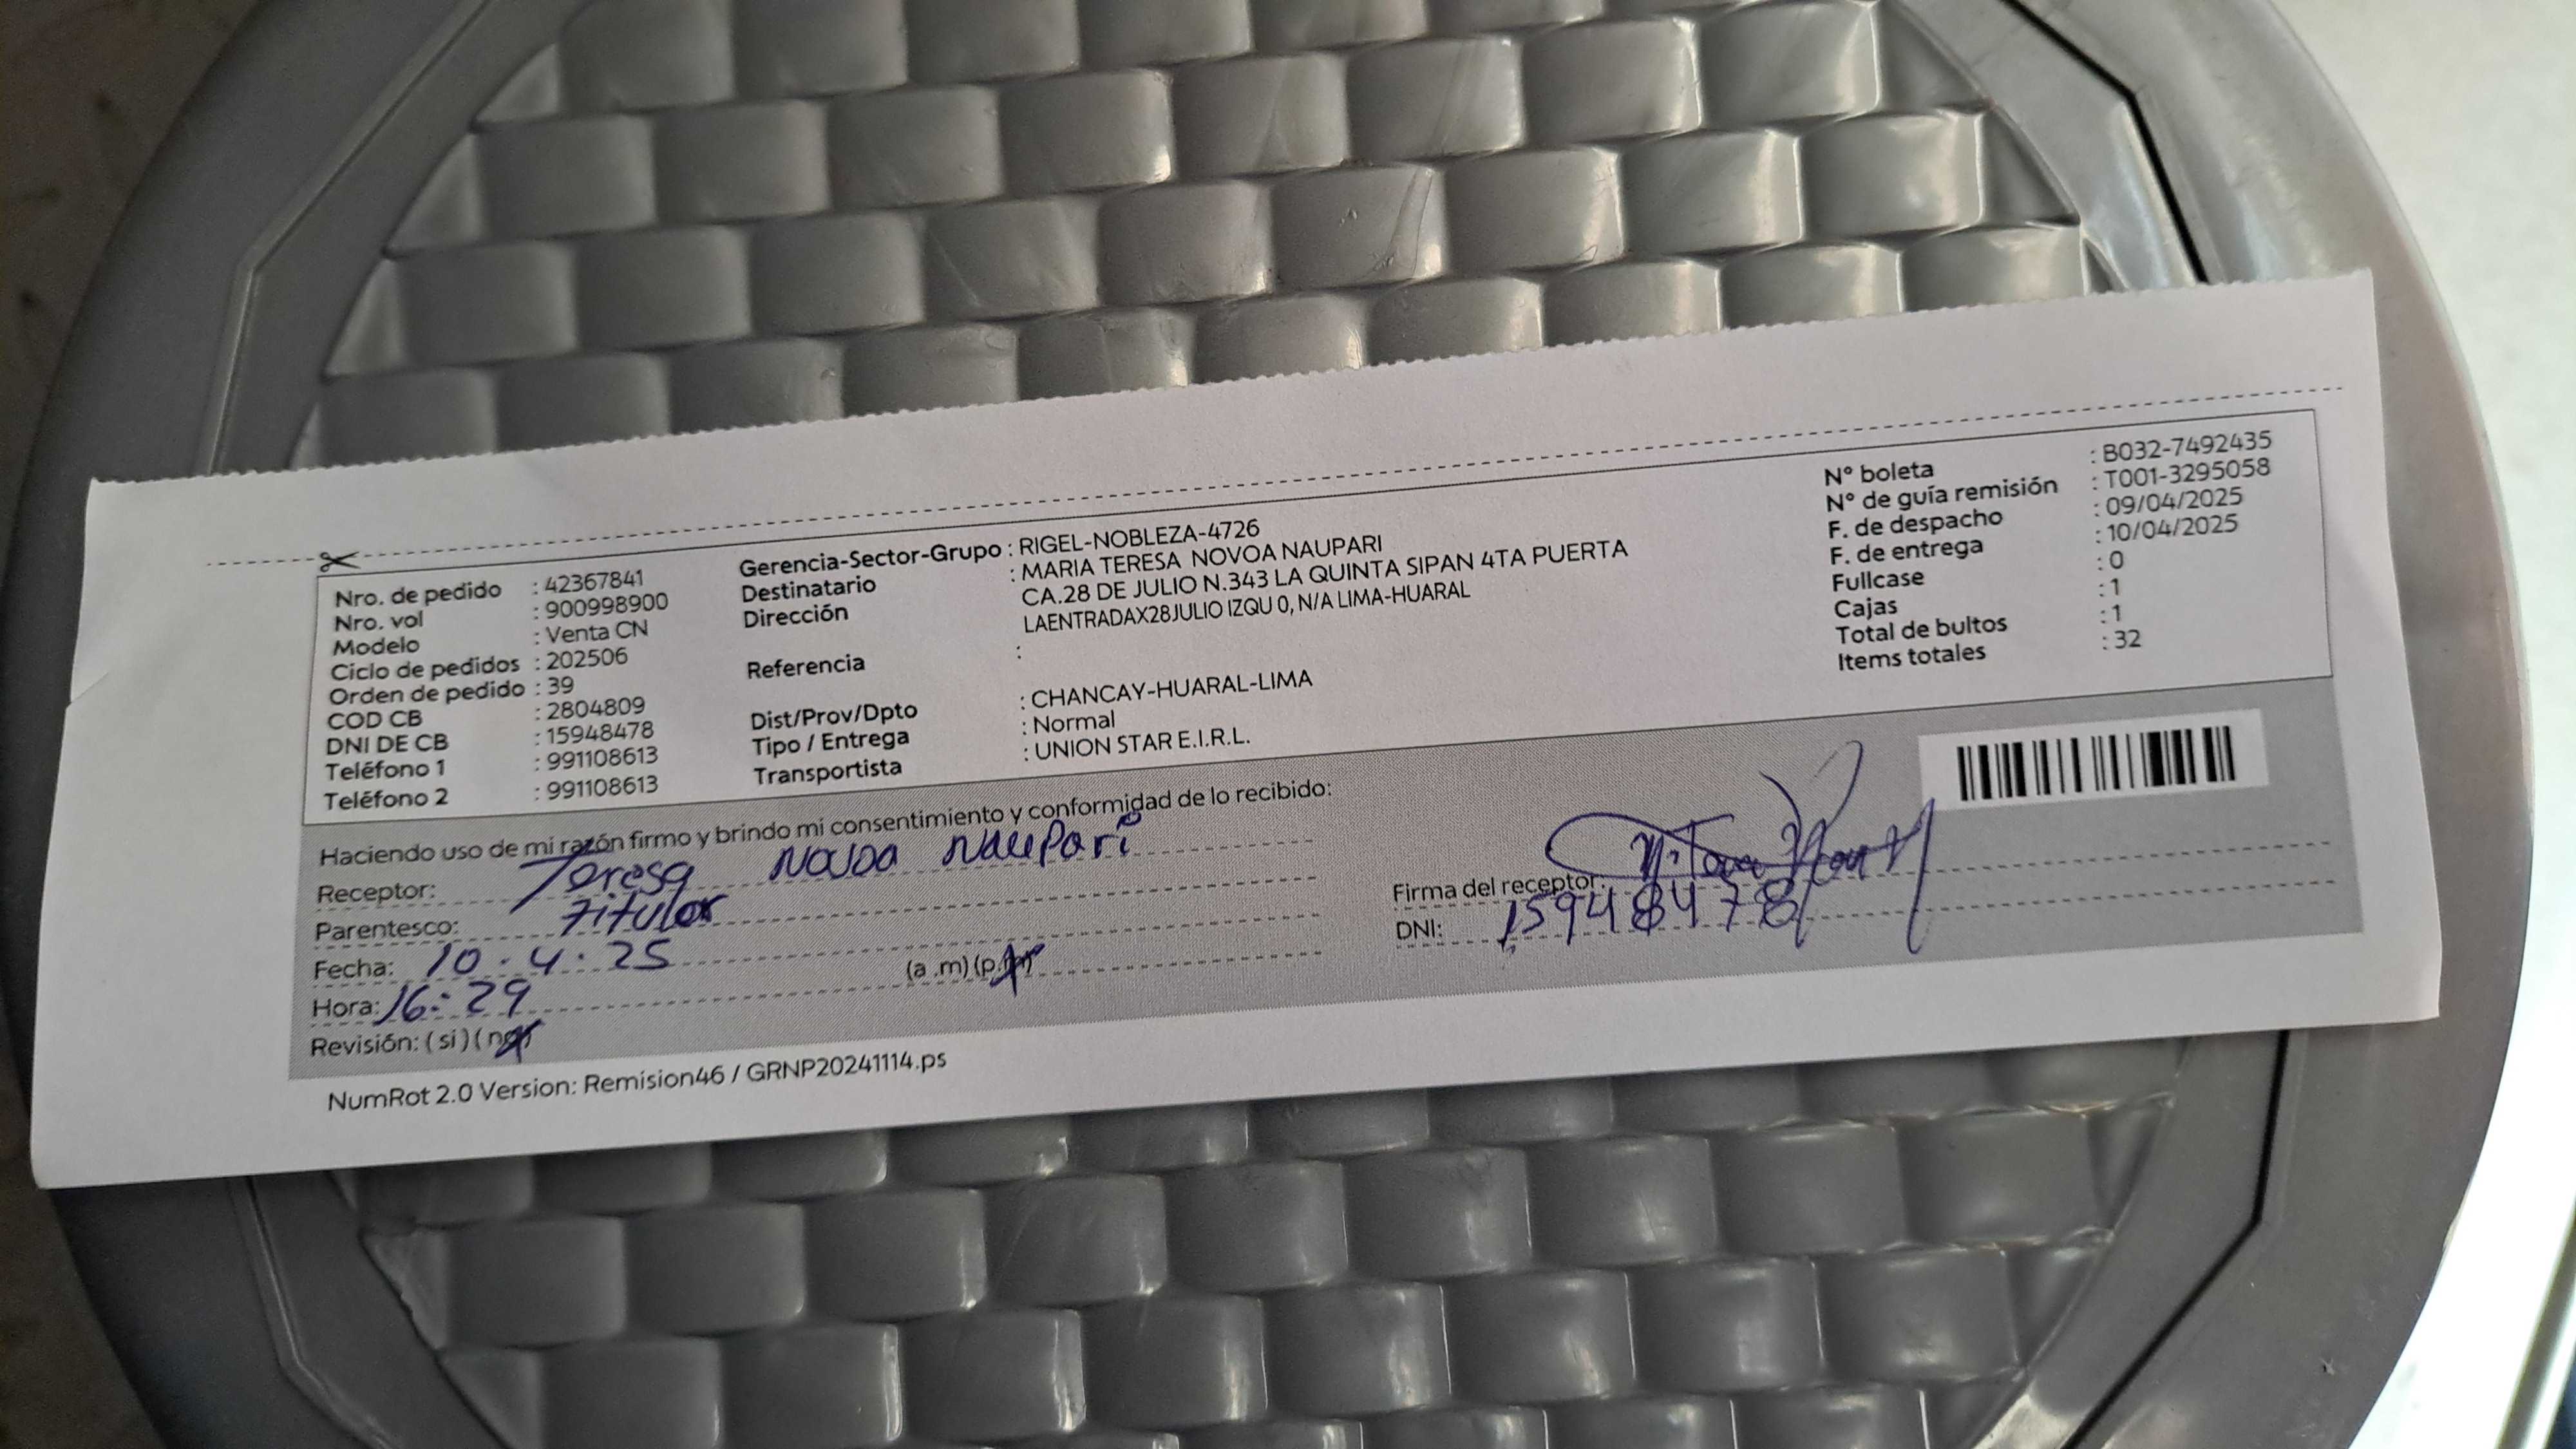 Nro. de pedido : 42367841
Nro. vol : 900998900
Modelo : Venta CN
Ciclo de pedidos : 202506
Orden de pedido : 39
COD CB : 2804809
DNI DE CB : 15948478
Teléfono 1 : 991108613
Teléfono 2 : 991108613
Gerencia-Sector-Grupo : RIGEL-NOBLEZA-4726
Destinatario : MARIA TERESA NOVOA NAUPARI
Dirección CA.28 DE JULIO N.343 LA QUINTA SIPAN 4TA PUERTA
LAENTRADAX28JULIO IZQU 0, N/A LIMA-HUARAL
Referencia :
Dist/Prov/Dpto : CHANCAY-HUARAL-LIMA
Tipo / Entrega : Normal
Transportista : UNION STAR E.I.R.L.
N° boleta : B032-7492435
N° de guía remisión : T001-3295058
F. de despacho : 09/04/2025
F. de entrega : 10/04/2025
Fullcase : 0
Cajas : 1
Total de bultos : 1
Items totales : 32
Haciendo uso de mi razón firmo y brindo mi consentimiento y conformidad de lo recibido:
Receptor: Teresa Novoa Naupari
Parentesco: titular
Fecha: 10.4.25
Hora: 16:29 (a .m) (p.m)
Revisión: ( si ) ( no )
Firma del receptor:
DNI: 15948478
NumRot 2.0 Version: Remision46 / GRNP20241114.ps